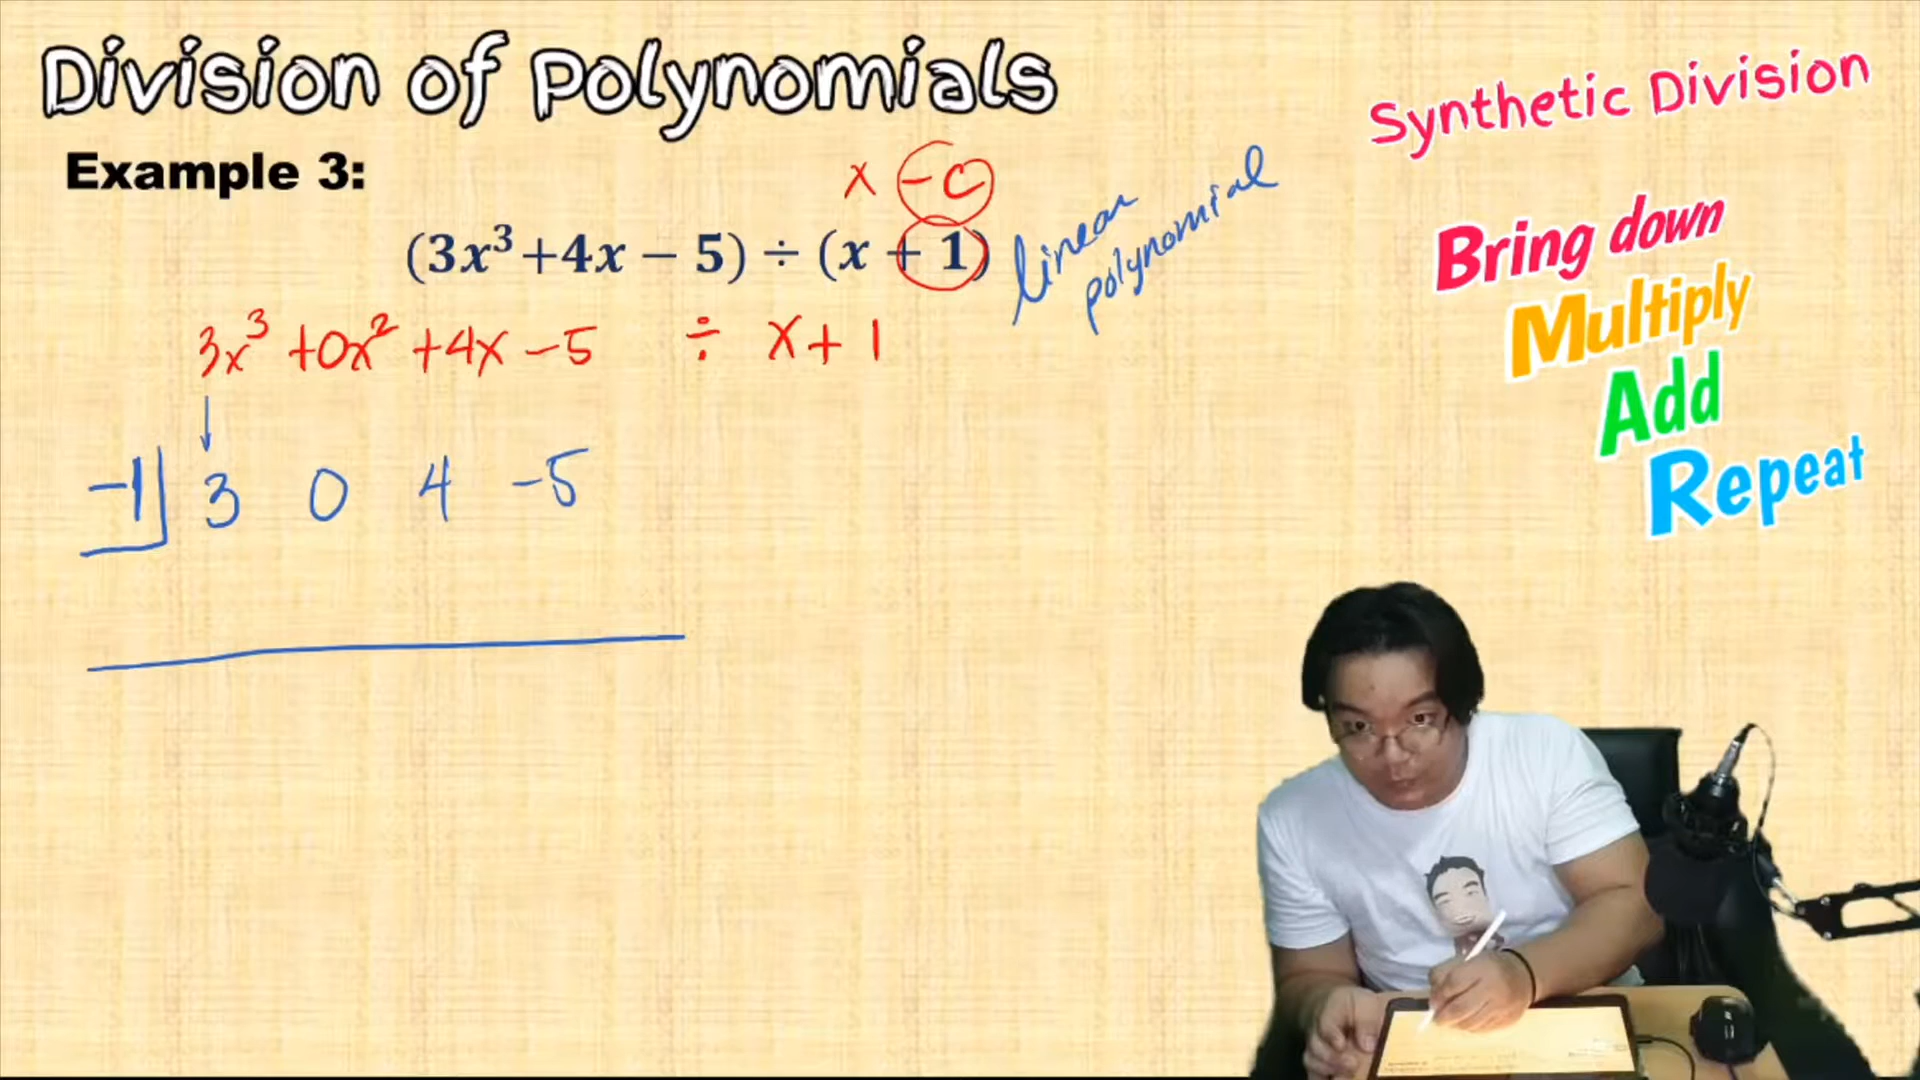 Division of Polynomials
Synthetic Division
Example 3:
x - c
(3x³+4x − 5) ÷ (x + 1)
linear
polynomial
Bring down
Multiply
Add
Repeat
3x³ +0x² +4x -5 ÷ x+1
-1 3 0 4 -5